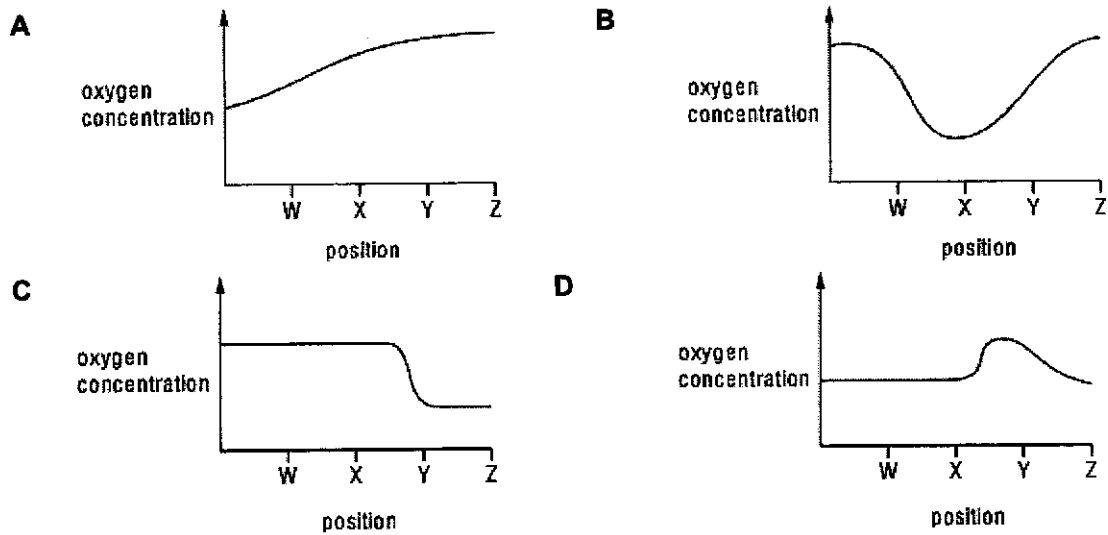 A
oxygen
concentration
W X Y Z
position
B
oxygen
concentration
W X Y Z
position
C
oxygen
concentration
W X Y Z
position
D
oxygen
concentration
W X Y Z
position